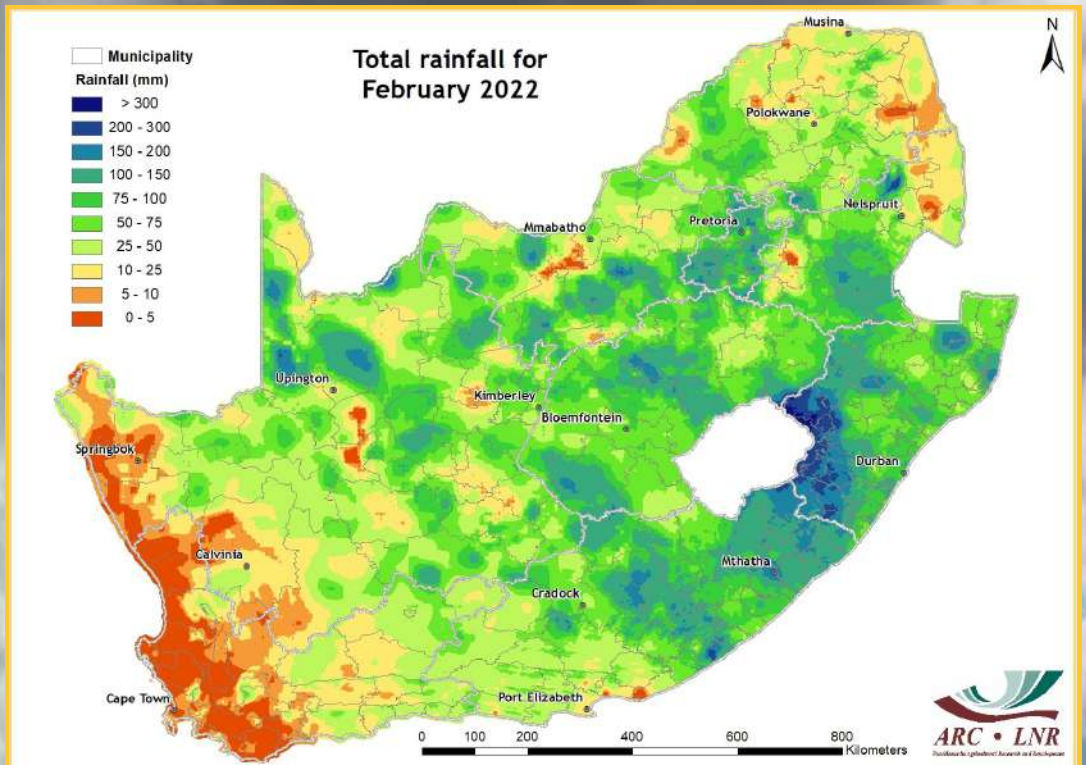 Total rainfall for
February 2022
N
Municipality
Rainfall (mm)
> 300
200 - 300
150 - 200
100 - 150
75 - 100
50 - 75
25 - 50
10 - 25
5 - 10
0 - 5
Musina
Polokwane
Nelspruit
Pretoria
Mmabatho
Upington
Kimberley
Bloemfontein
Springbok
Durban
Calvinia
Mthatha
Cradock
Cape Town
Port Elizabeth
0 100 200 400 600 800
Kilometers
ARC • LNR